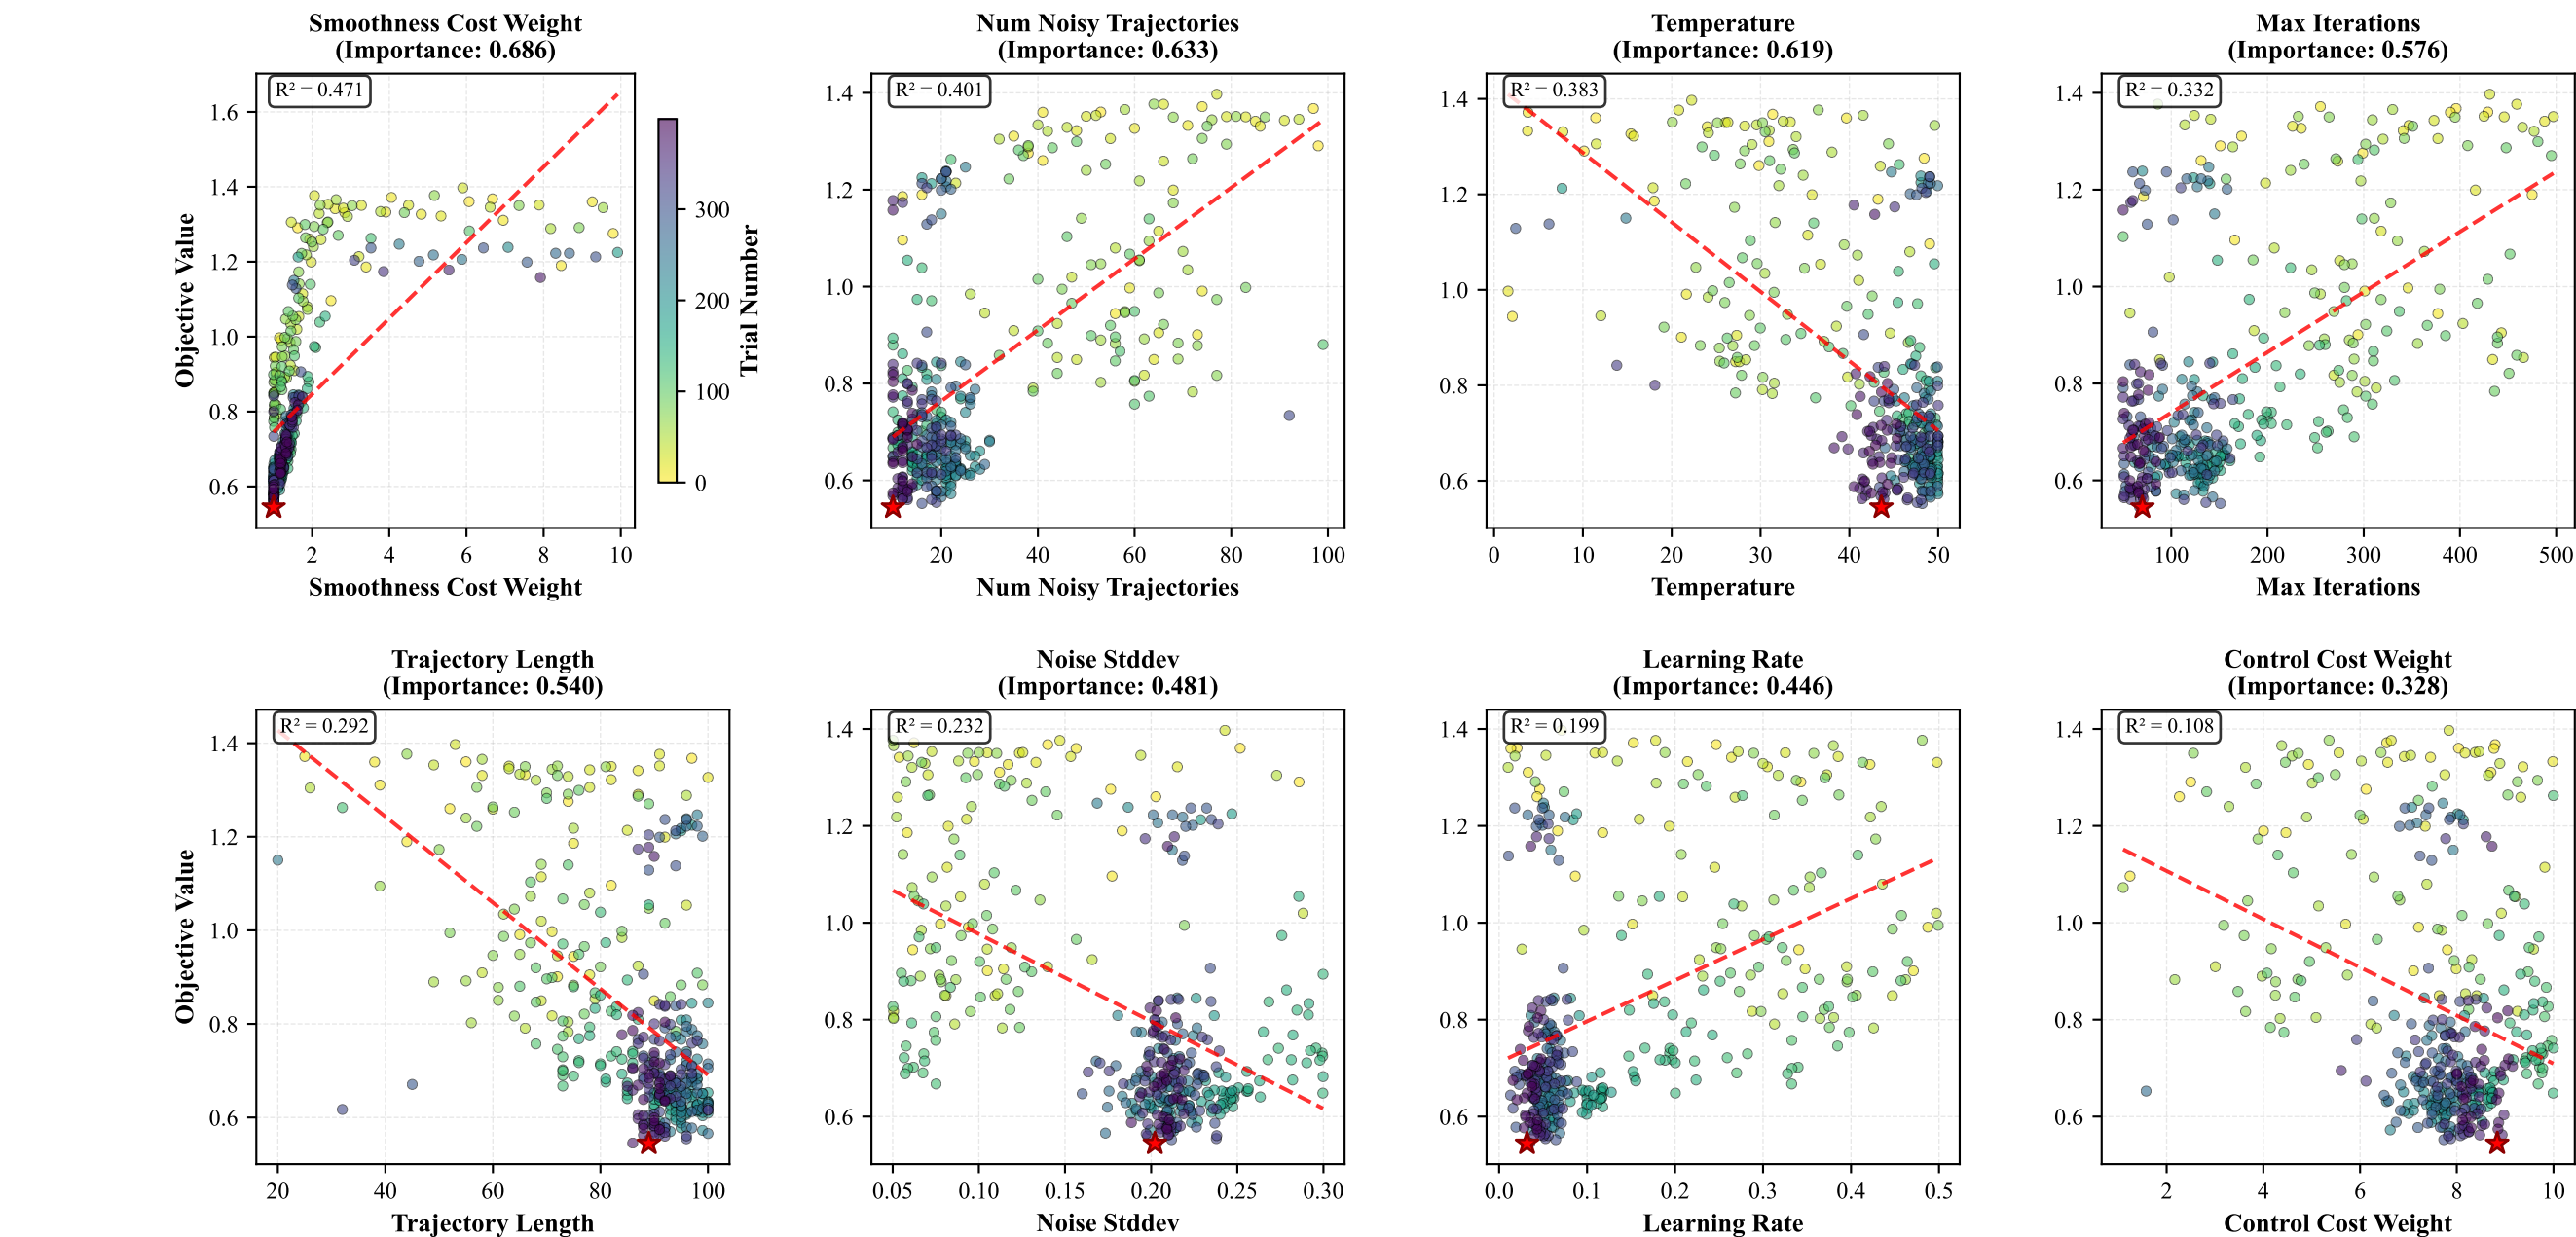 Smoothness Cost Weight
(Importance: 0.686)
R² = 0.471
1.6
1.4
1.2
1.0
0.8
0.6
Objective Value
2 4 6 8 10
Smoothness Cost Weight
300
200
100
0
Trial Number
Num Noisy Trajectories
(Importance: 0.633)
R² = 0.401
1.4
1.2
1.0
0.8
0.6
20 40 60 80 100
Num Noisy Trajectories
Temperature
(Importance: 0.619)
R² = 0.383
1.4
1.2
1.0
0.8
0.6
0 10 20 30 40 50
Temperature
Max Iterations
(Importance: 0.576)
R² = 0.332
1.4
1.2
1.0
0.8
0.6
100 200 300 400 500
Max Iterations
Trajectory Length
(Importance: 0.540)
R² = 0.292
1.4
1.2
1.0
0.8
0.6
Objective Value
20 40 60 80 100
Trajectory Length
Noise Stddev
(Importance: 0.481)
R² = 0.232
1.4
1.2
1.0
0.8
0.6
0.05 0.10 0.15 0.20 0.25 0.30
Noise Stddev
Learning Rate
(Importance: 0.446)
R² = 0.199
1.4
1.2
1.0
0.8
0.6
0.0 0.1 0.2 0.3 0.4 0.5
Learning Rate
Control Cost Weight
(Importance: 0.328)
R² = 0.108
1.4
1.2
1.0
0.8
0.6
2 4 6 8 10
Control Cost Weight